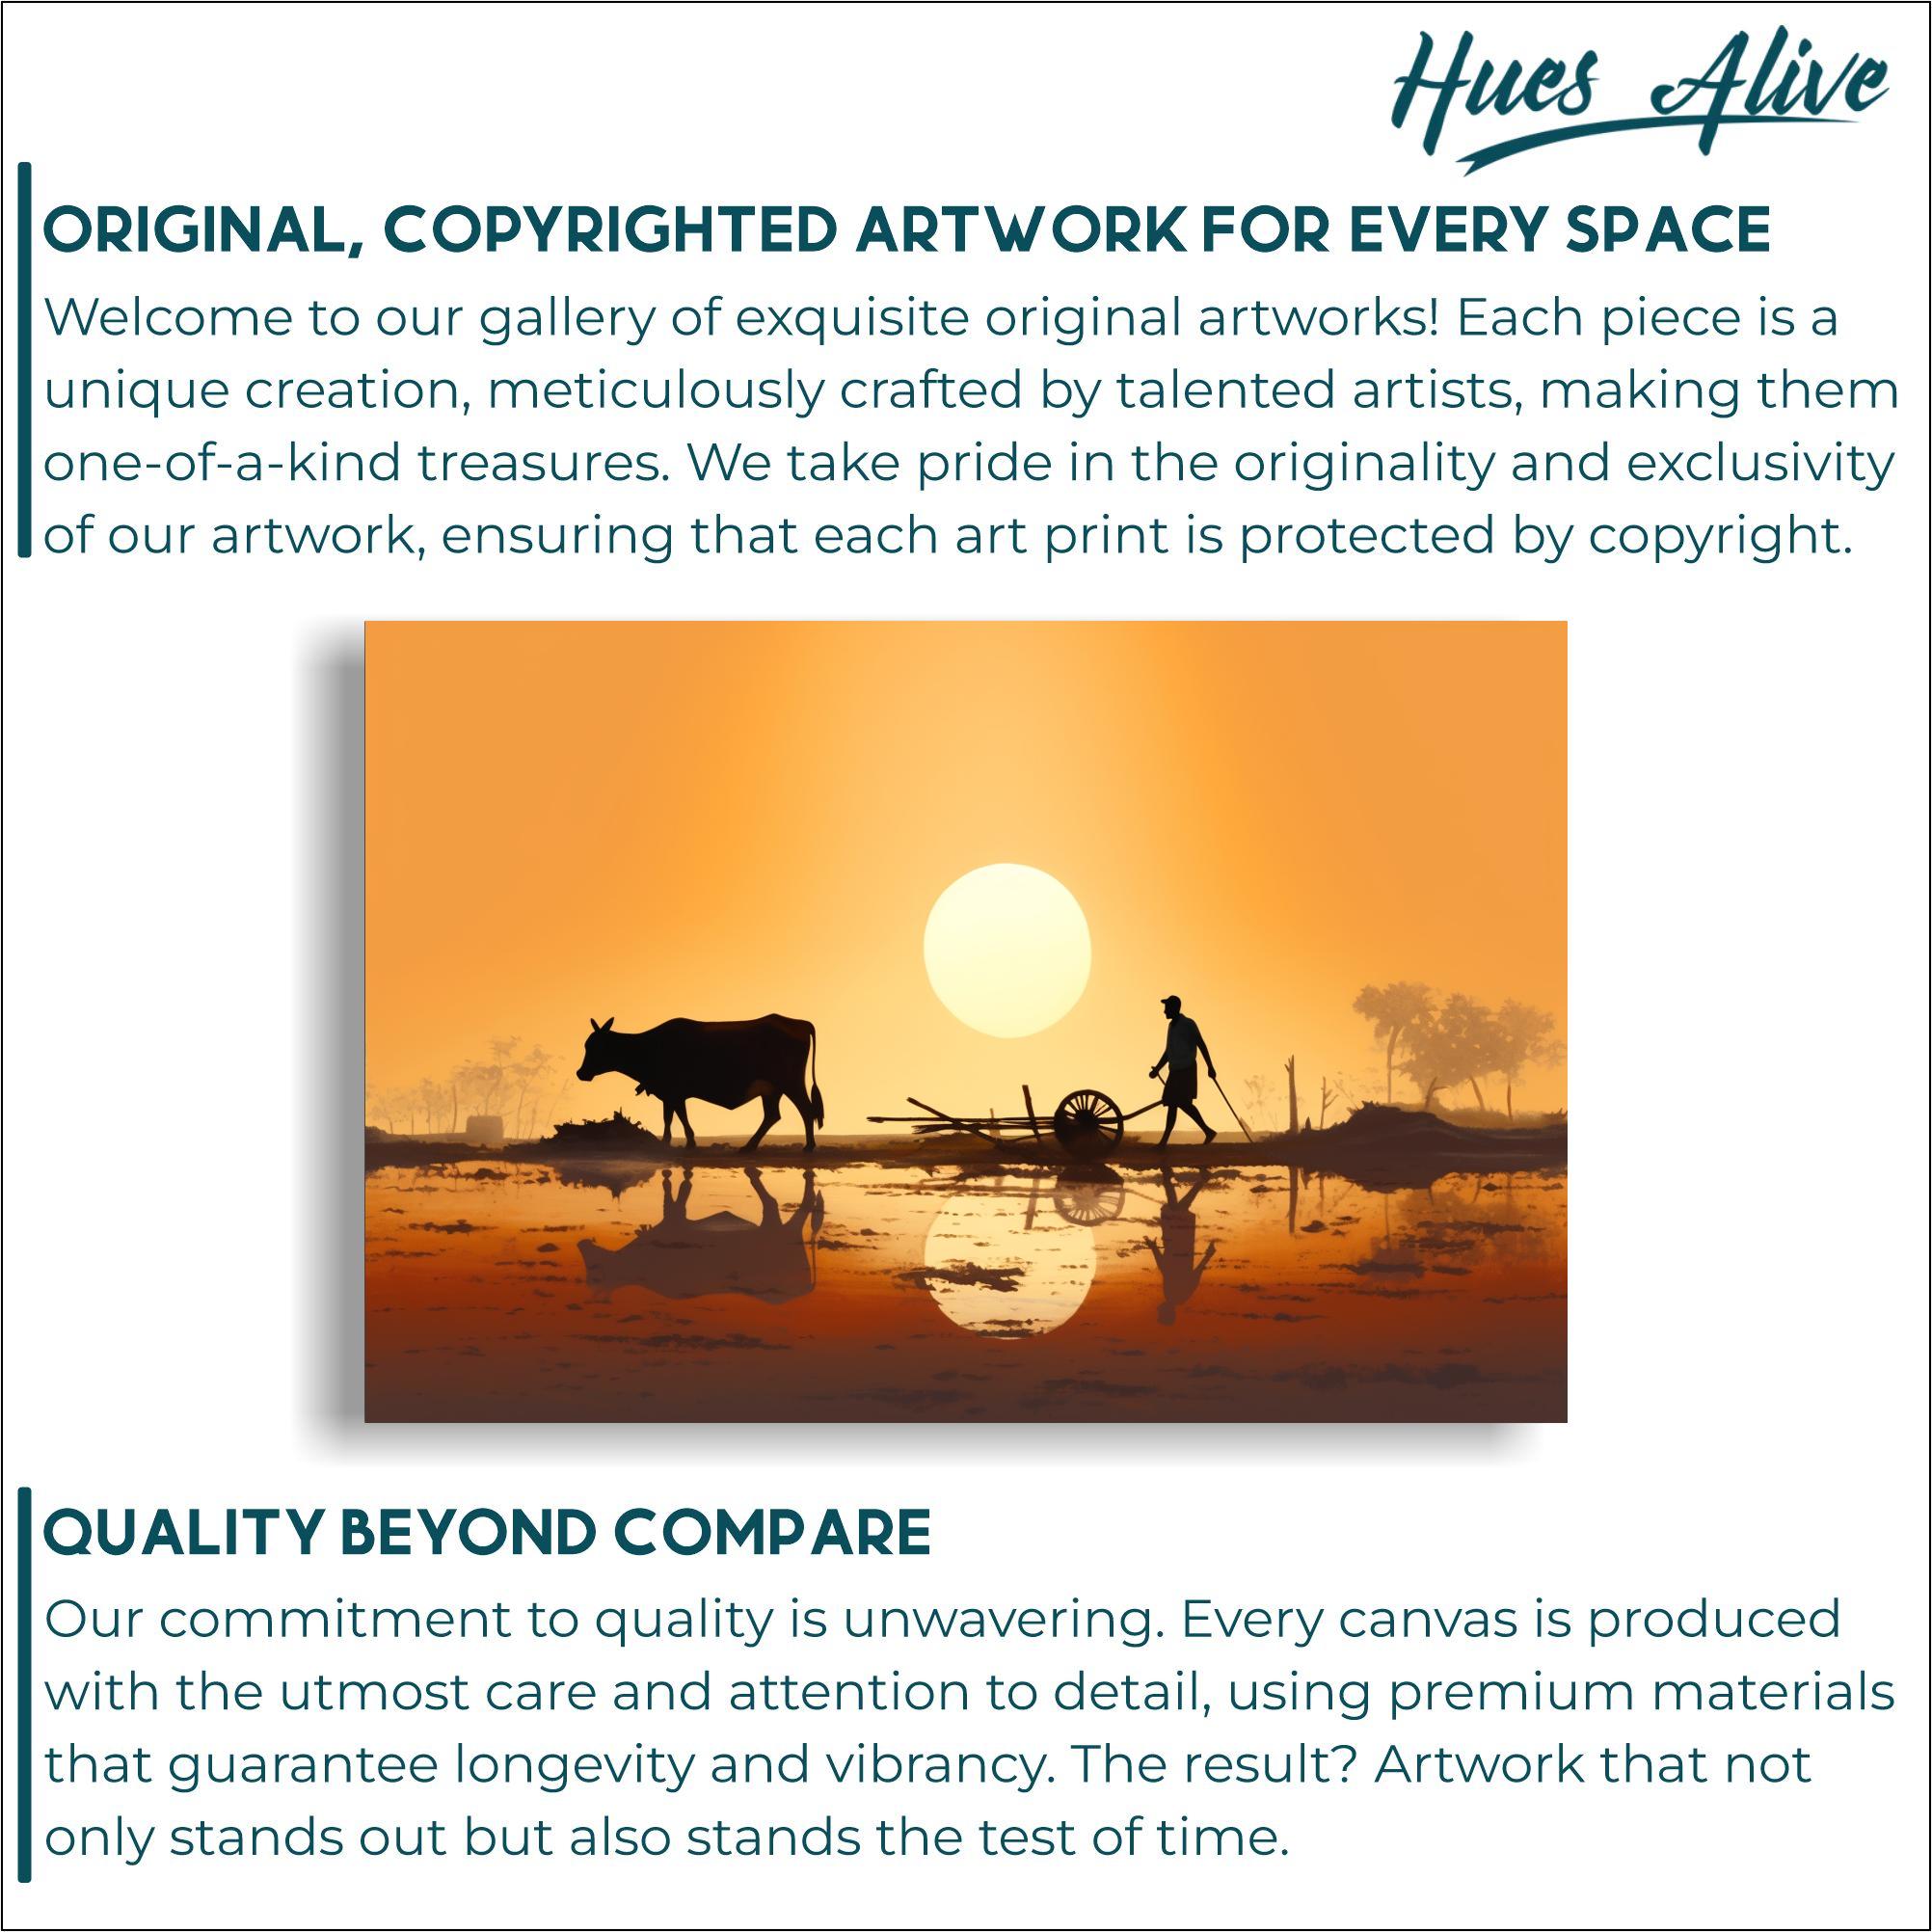 Hues Alive
ORIGINAL, COPYRIGHTED ARTWORK FOR EVERY SPACE
Welcome to our gallery of exquisite original artworks! Each piece is a
unique creation, meticulously crafted by talented artists, making them
one-of-a-kind treasures. We take pride in the originality and exclusivity
of our artwork, ensuring that each art print is protected by copyright.
QUALITY BEYOND COMPARE
Our commitment to quality is unwavering. Every canvas is produced
with the utmost care and attention to detail, using premium materials
that guarantee longevity and vibrancy. The result? Artwork that not
only stands out but also stands the test of time.